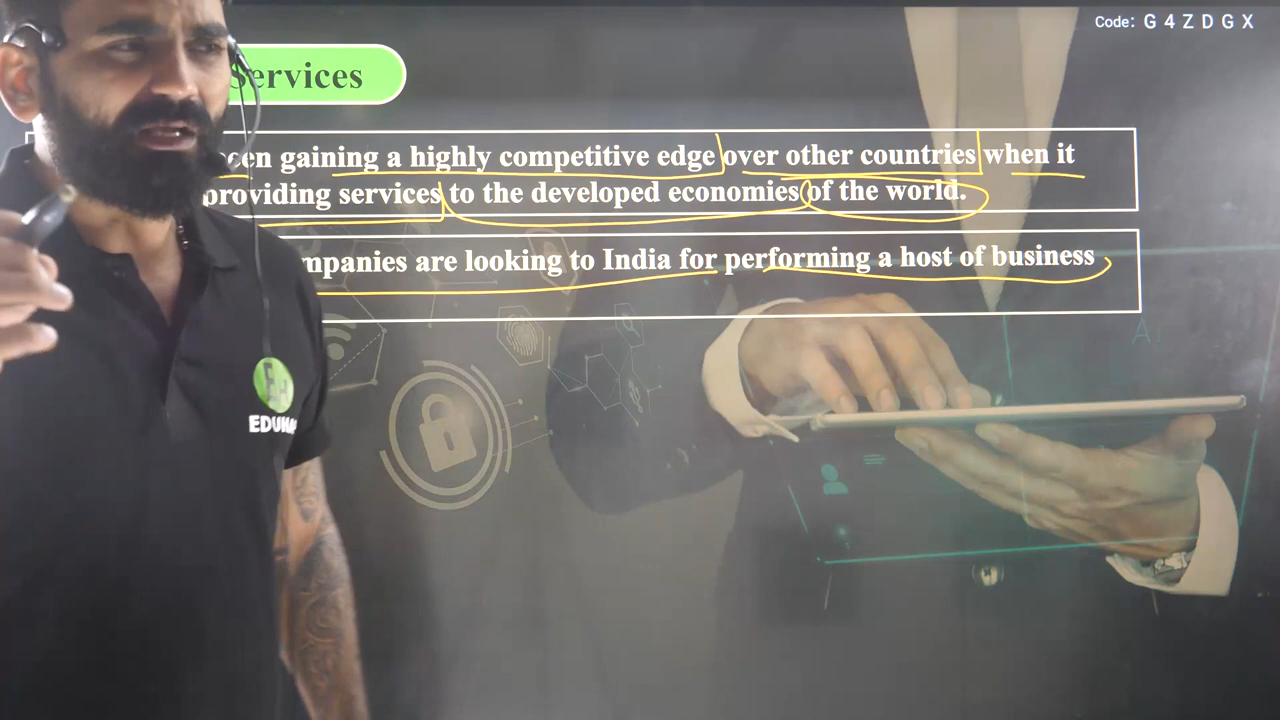 Code: G 4 Z D G X
Services
been gaining a highly competitive edge over other countries when it
providing services to the developed economies of the world.
mpanies are looking to India for performing a host of business